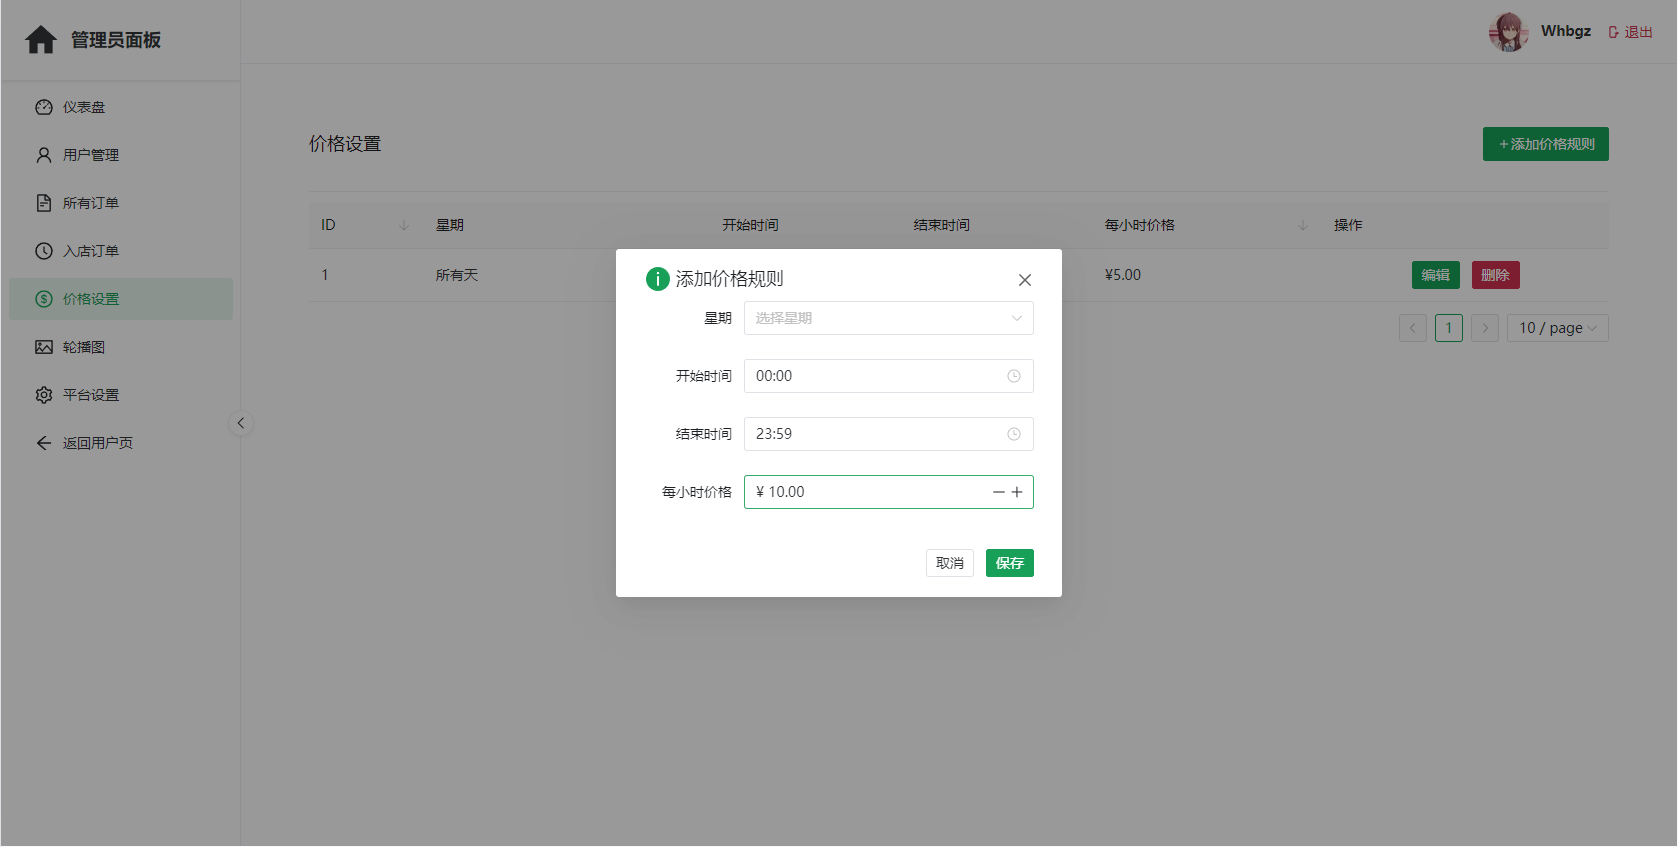 管理员面板
Whbgz
退出
仪表盘
用户管理
所有订单
入店订单
价格设置
轮播图
平台设置
返回用户页
价格设置
+添加价格规则
ID 星期 开始时间 结束时间 每小时价格 操作
1 所有天 ¥5.00 编辑 删除
1 10 / page
添加价格规则
星期 选择星期
开始时间 00:00
结束时间 23:59
每小时价格 ¥ 10.00
取消 保存